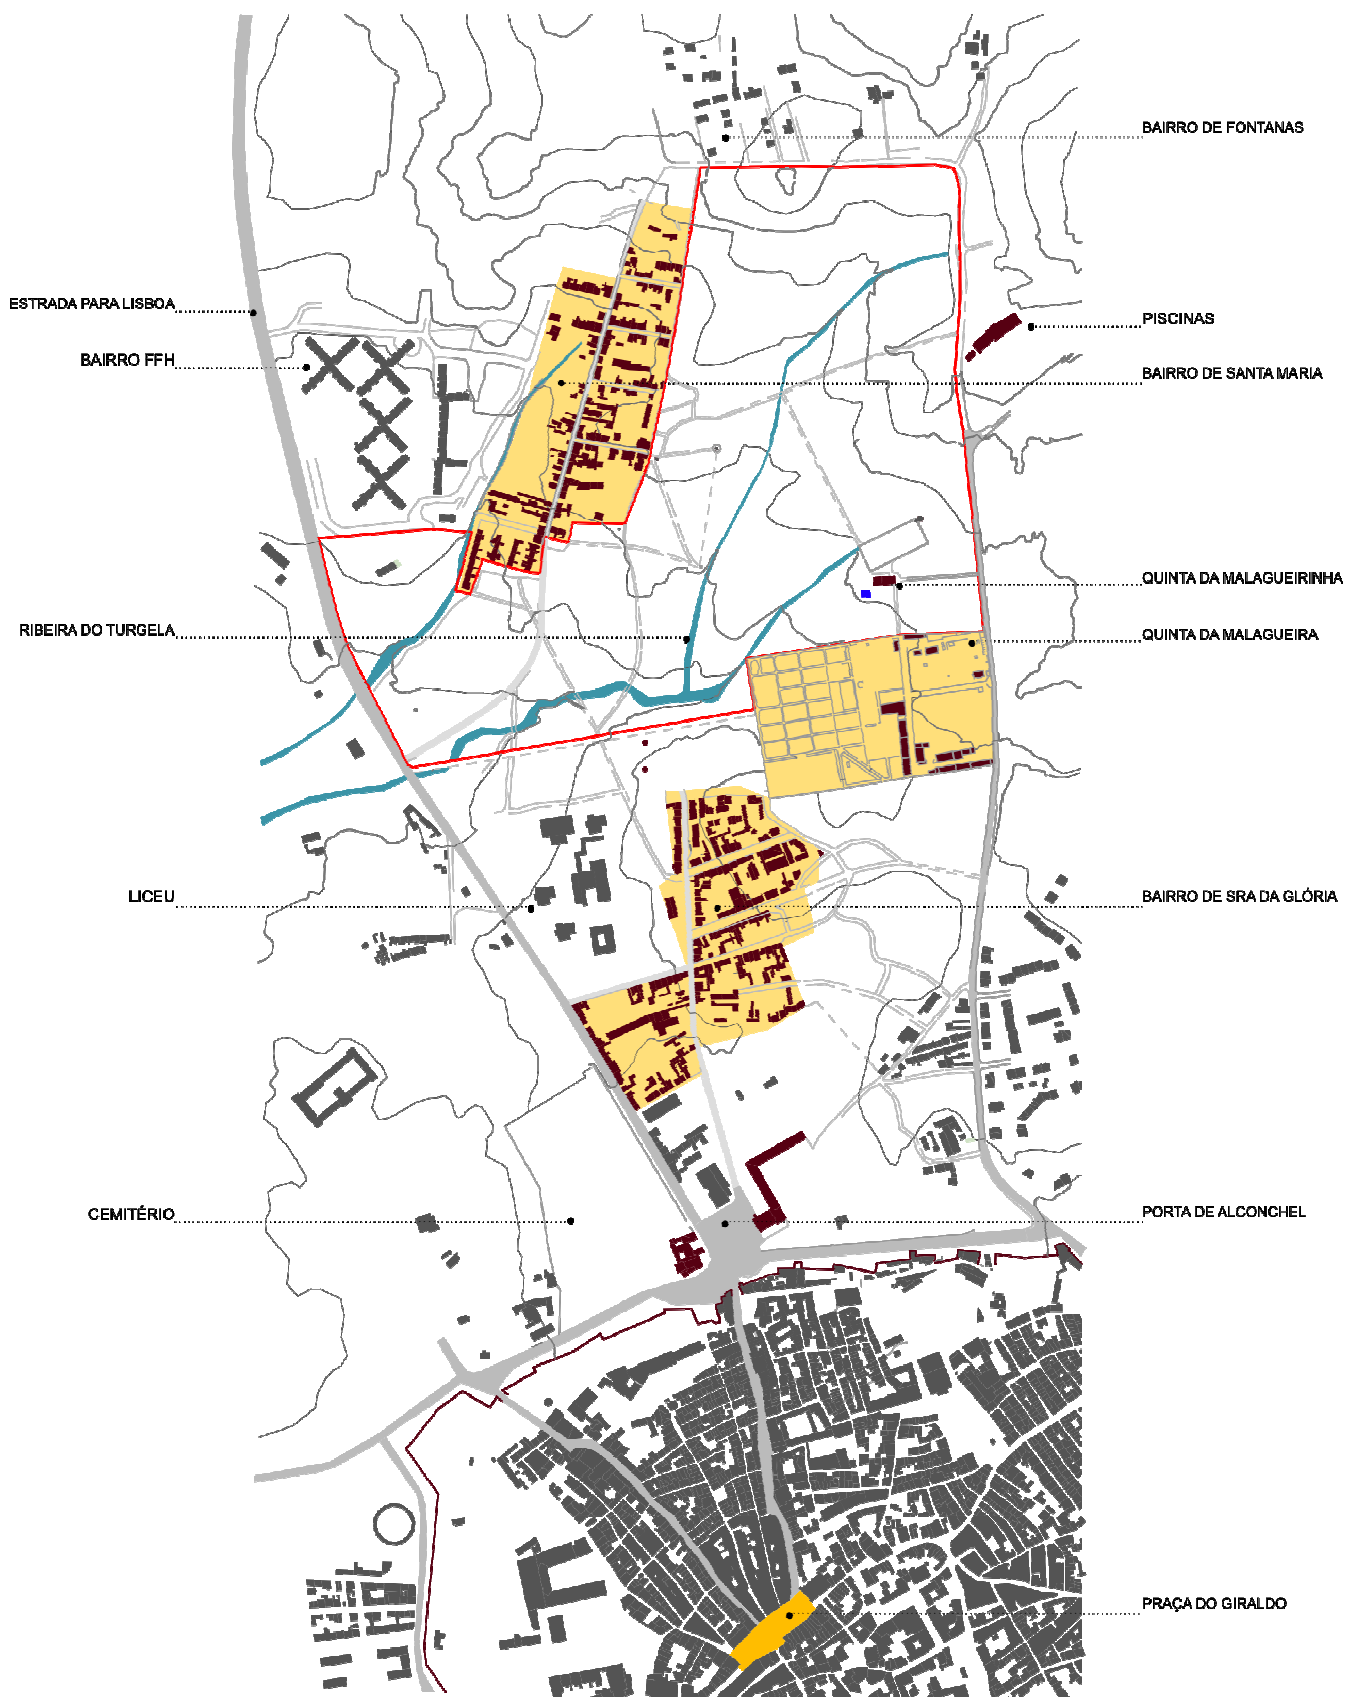 BAIRRO DE FONTANAS
ESTRADA PARA LISBOA
PISCINAS
BAIRRO FFH
BAIRRO DE SANTA MARIA
QUINTA DA MALAGUEIRINHA
RIBEIRA DO TURGELA
QUINTA DA MALAGUEIRA
LICEU
BAIRRO DE SRA DA GLÓRIA
CEMITÉRIO
PORTA DE ALCONCHEL
PRAÇA DO GIRALDO